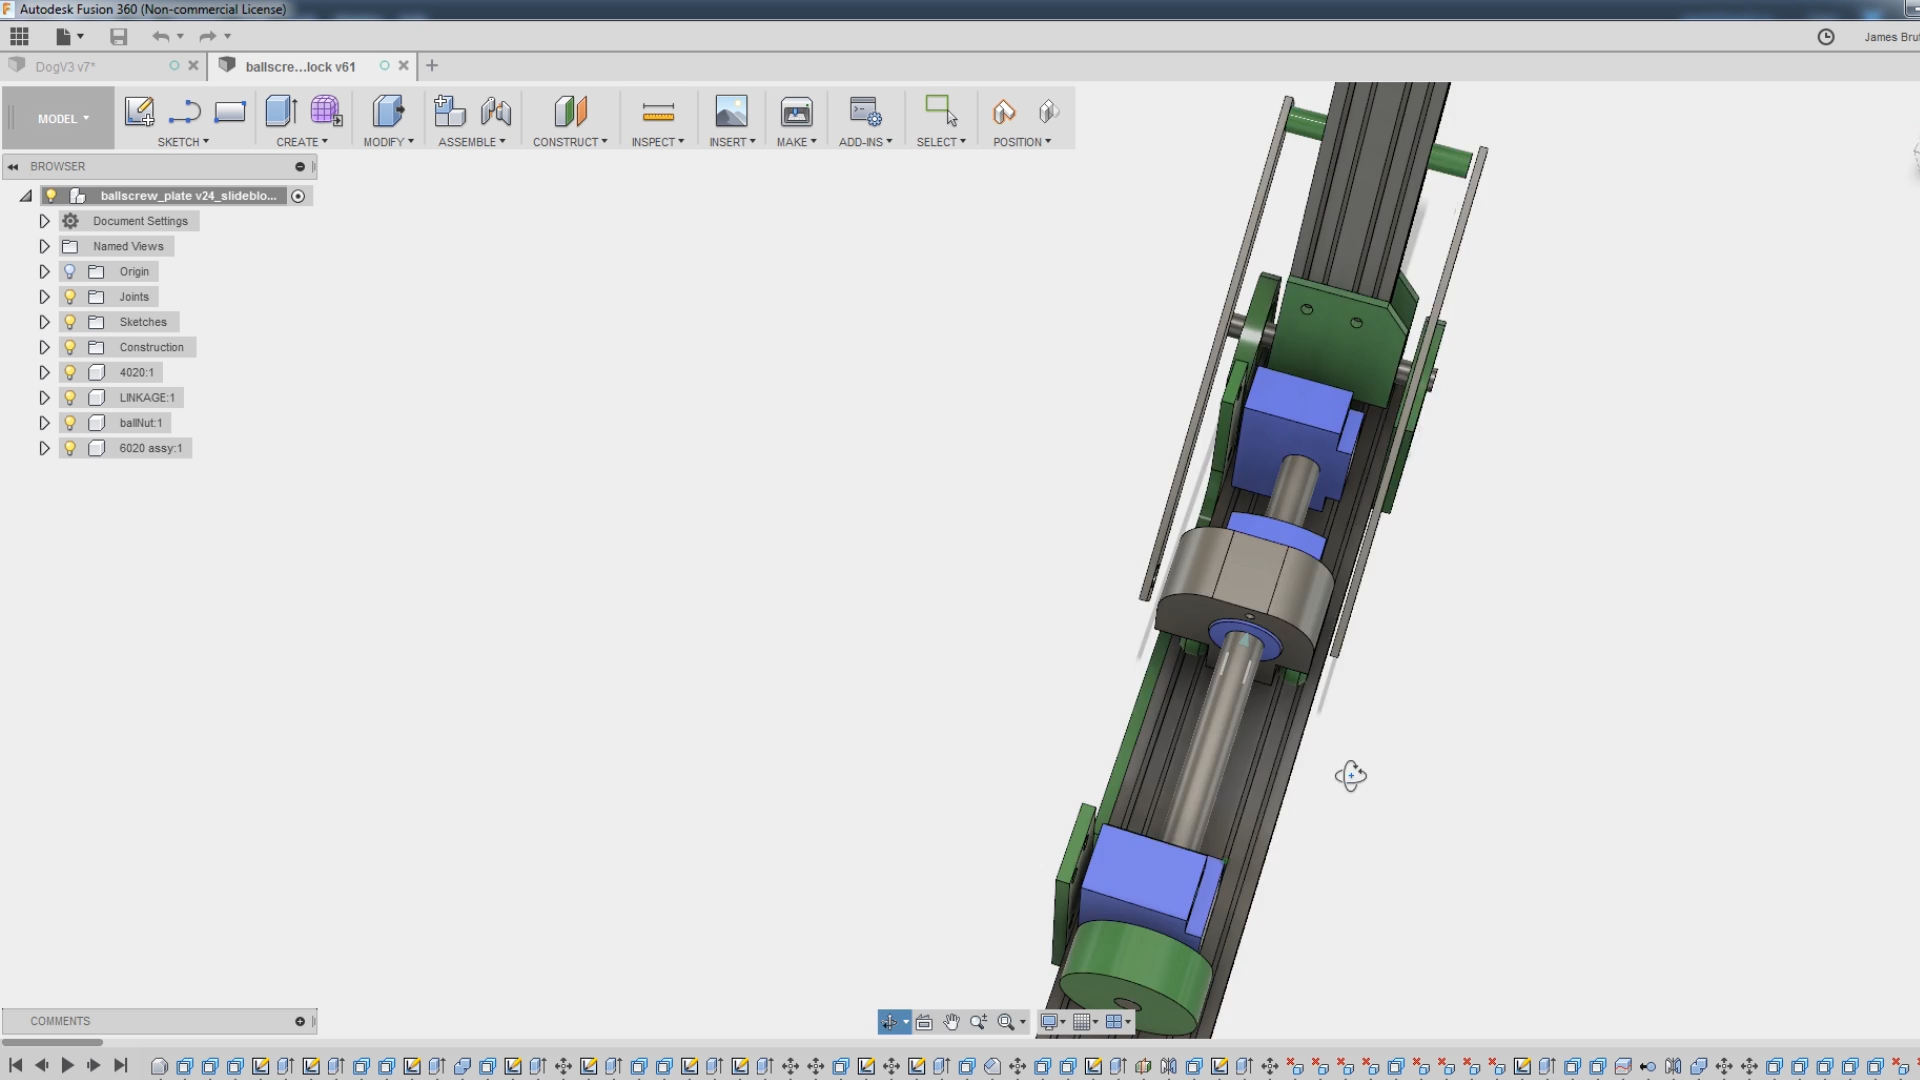 Autodesk Fusion 360 (Non-commercial License)
James Bru
DogV3 v7*
ballscre...lock v61
MODEL
SKETCH
CREATE
MODIFY
ASSEMBLE
CONSTRUCT
INSPECT
INSERT
MAKE
ADD-INS
SELECT
POSITION
BROWSER
ballscrew_plate v24_slideblo...
Document Settings
Named Views
Origin
Joints
Sketches
Construction
4020:1
LINKAGE:1
ballNut:1
6020 assy:1
COMMENTS